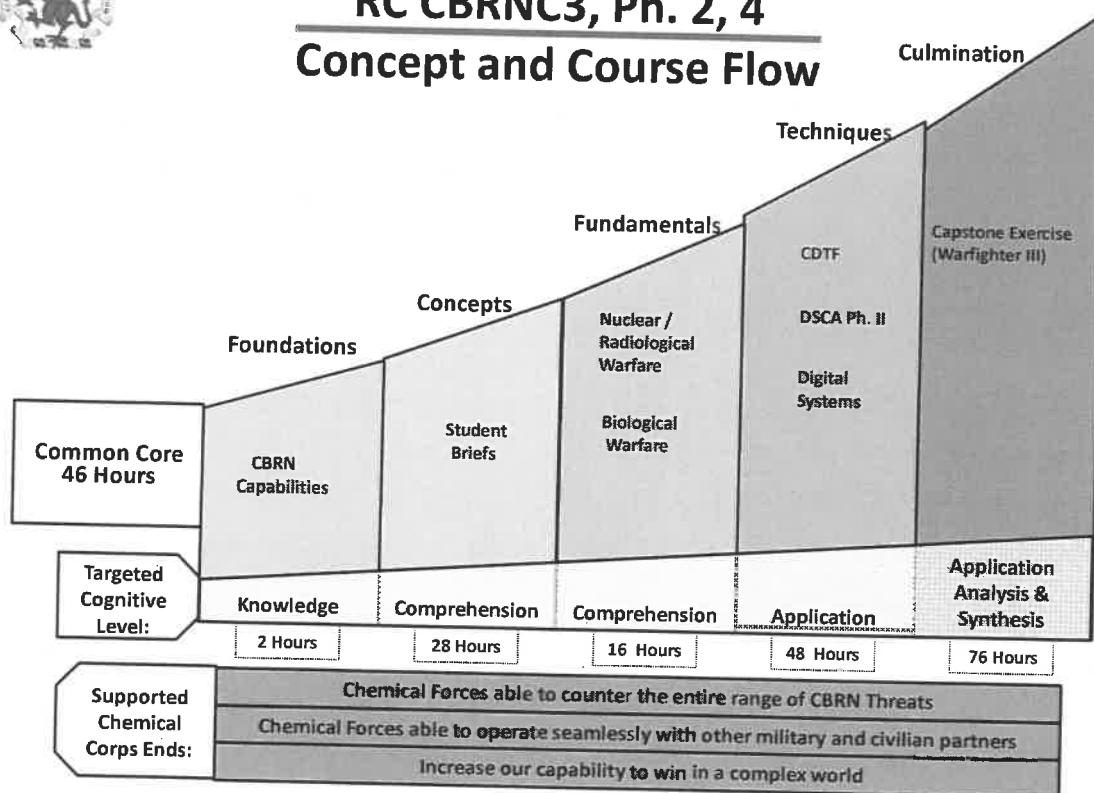 RC CBRNC3, Ph. 2, 4
Concept and Course Flow
Culmination
Techniques
Fundamentals
Concepts
Foundations
Common Core
46 Hours
CBRN
Capabilities
Student
Briefs
Nuclear /
Radiological
Warfare
Biological
Warfare
CDTF
DSCA Ph. II
Digital
Systems
Capstone Exercise
(Warfighter III)
Targeted
Cognitive
Level:
Knowledge
Comprehension
Comprehension
Application
Application
Analysis &
Synthesis
2 Hours
28 Hours
16 Hours
48 Hours
76 Hours
Supported
Chemical
Corps Ends:
Chemical Forces able to counter the entire range of CBRN Threats
Chemical Forces able to operate seamlessly with other military and civilian partners
Increase our capability to win in a complex world